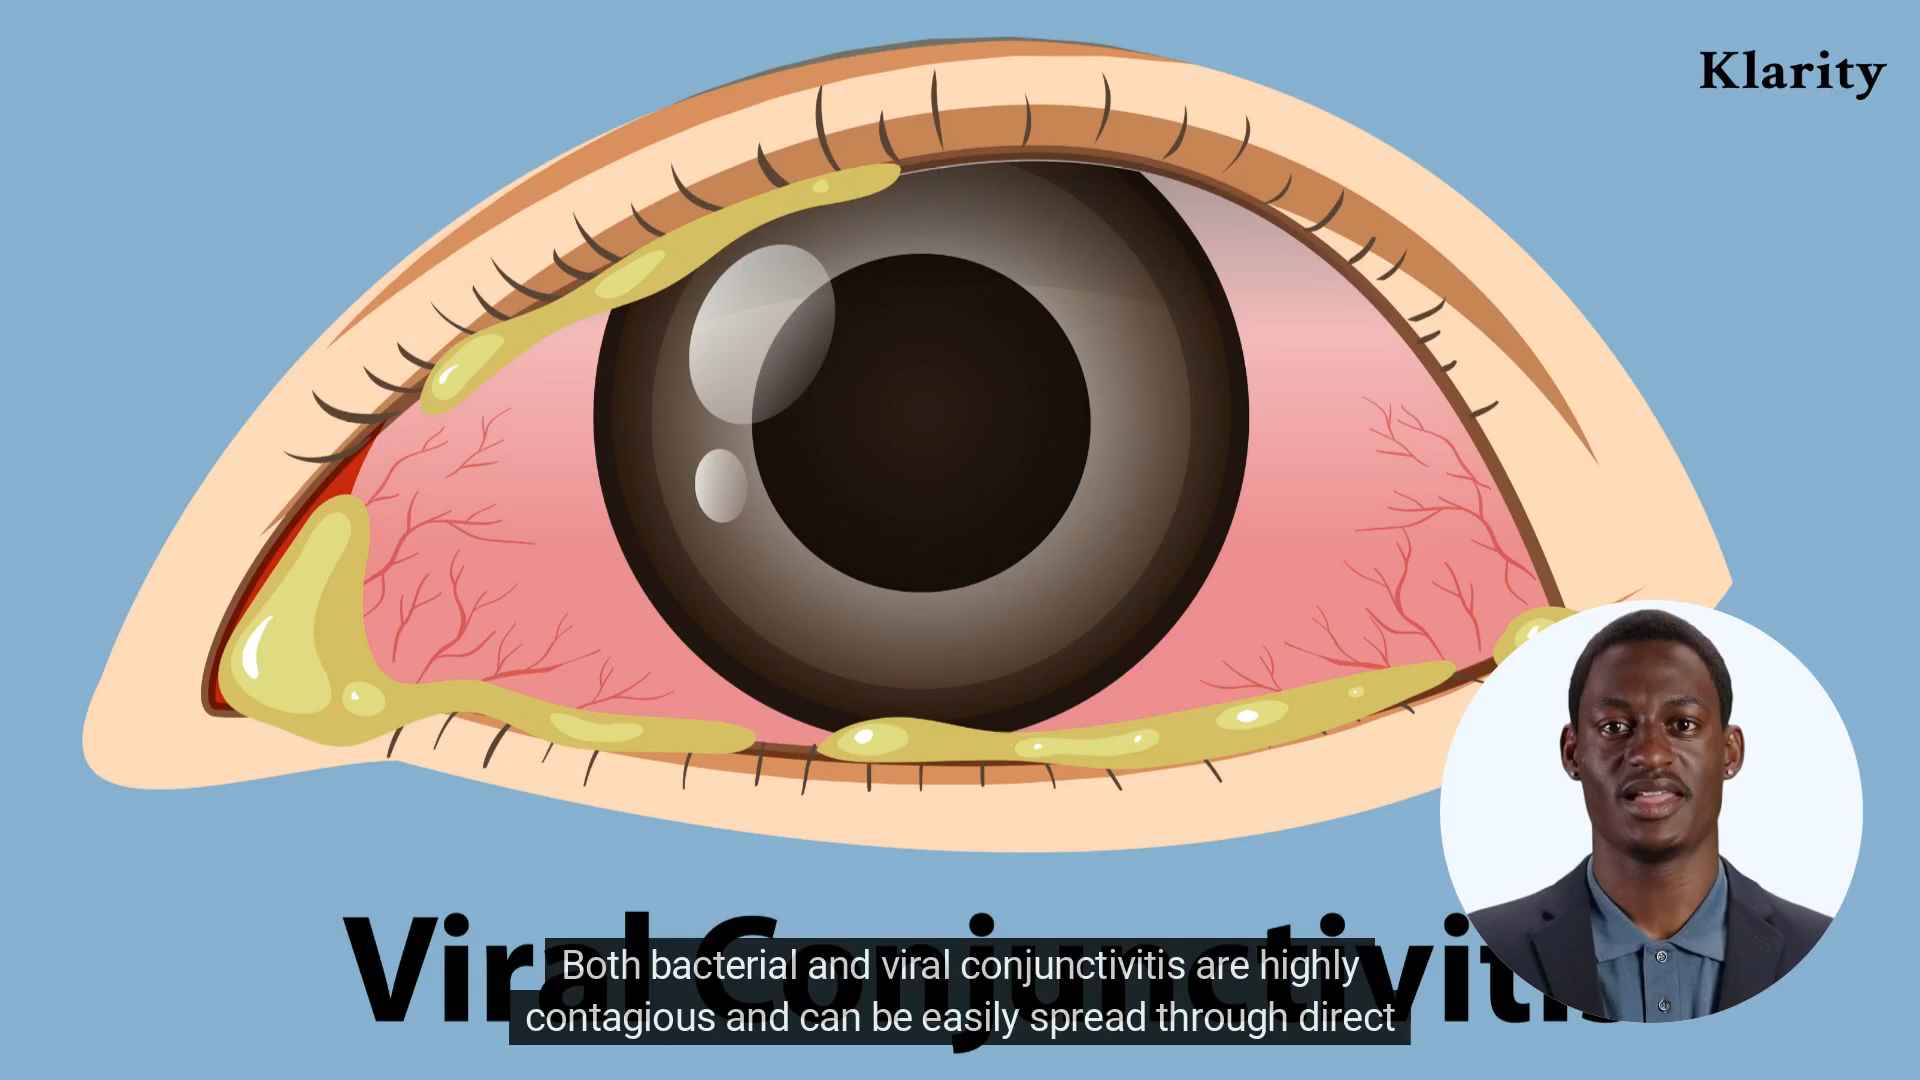 Klarity
Viral Conjunctivitis
Both bacterial and viral conjunctivitis are highly
contagious and can be easily spread through direct